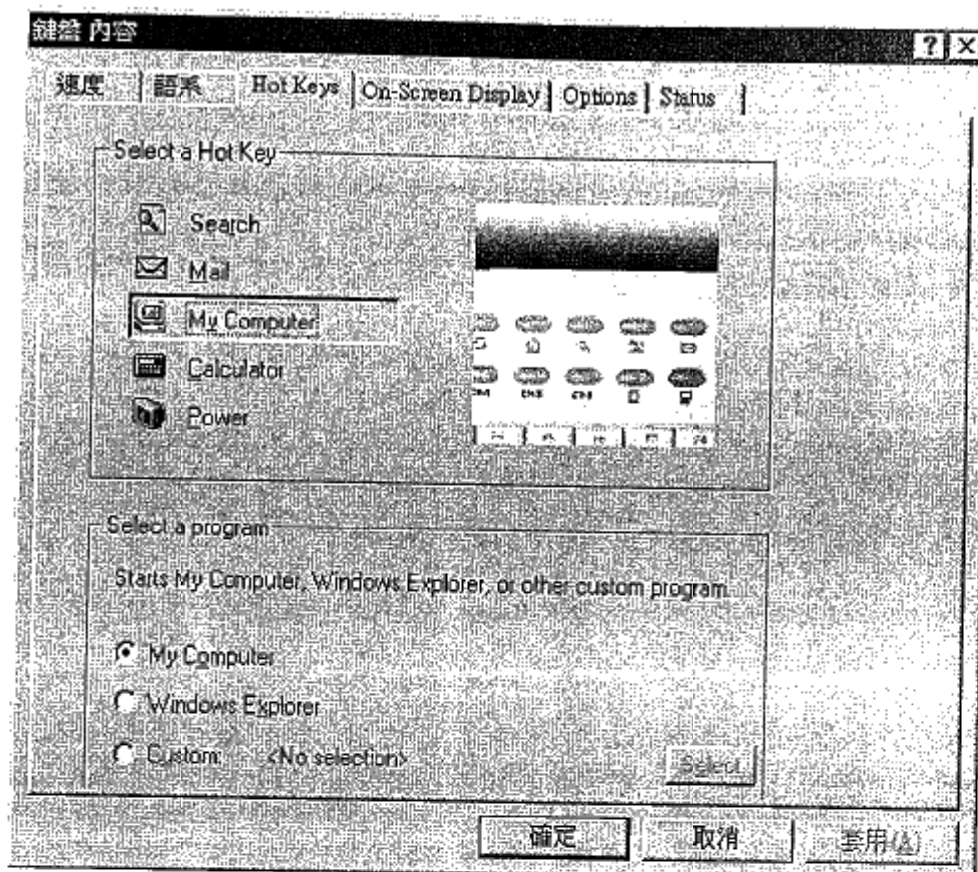 鍵盤 內容
速度 語系 Hot Keys On-Screen Display Options Status
Select a Hot Key
Search
Mail
My Computer
Calculator
Power
Select a program
Starts My Computer, Windows Explorer, or other custom program.
My Computer
Windows Explorer
Custom: <No selection>
Select
確定 取消 套用(A)